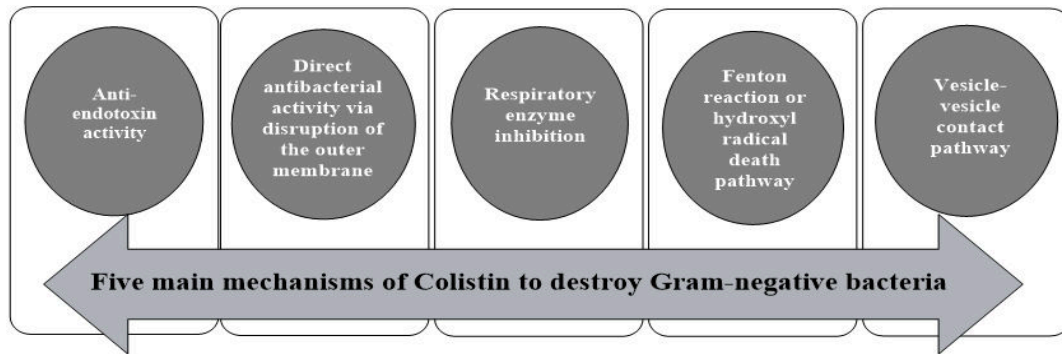 Anti-
endotoxin
activity
Direct
antibacterial
activity via
disruption of
the outer
membrane
Respiratory
enzyme
inhibition
Fenton
reaction or
hydroxyl
radical
death
pathway
Vesicle-
vesicle
contact
pathway
Five main mechanisms of Colistin to destroy Gram-negative bacteria